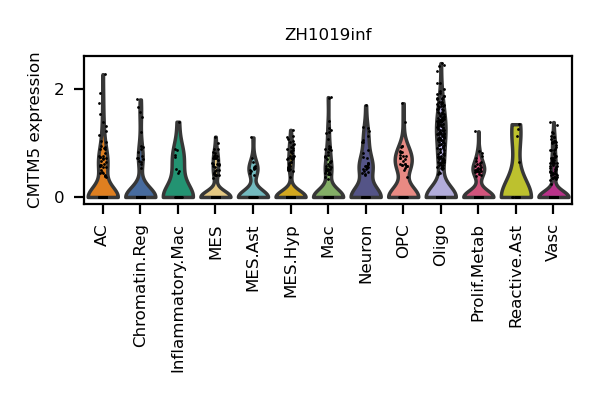 ZH1019inf
CMTM5 expression
2
0
AC
Chromatin.Reg
Inflammatory.Mac
MES
MES.Ast
MES.Hyp
Mac
Neuron
OPC
Oligo
Prolif.Metab
Reactive.Ast
Vasc